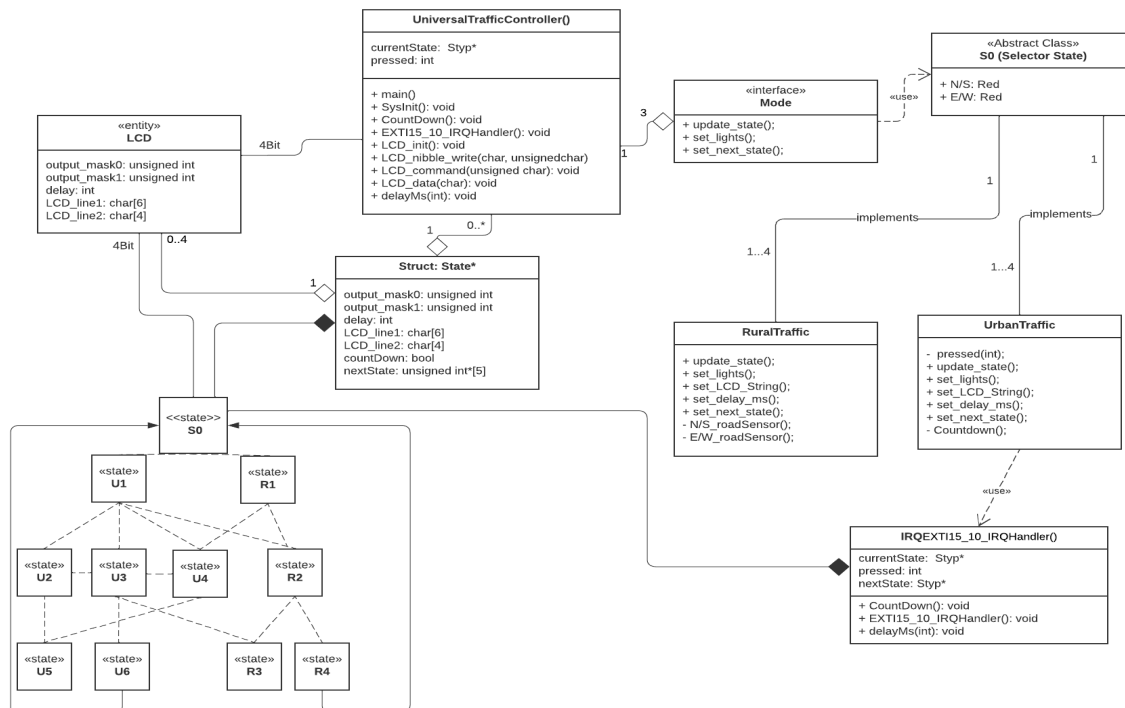 UniversalTrafficController()
currentState:  Styp*
pressed: int
+ main()
+ SysInit(): void
+ CountDown(): void
+ EXTI15_10_IRQHandler(): void
+ LCD_init(): void
+ LCD_nibble_write(char, unsignedchar)
+ LCD_command(unsigned char): void
+ LCD_data(char): void
+ delayMs(int): void
«Abstract Class»
S0 (Selector State)
+ N/S: Red
+ E/W: Red
«interface»
Mode
+ update_state();
+ set_lights();
+ set_next_state();
«use»
3
1
«entity»
LCD
output_mask0: unsigned int
output_mask1: unsigned int
delay: int
LCD_line1: char[6]
LCD_line2: char[4]
4Bit
4Bit
0..4
1
0..*
1
Struct: State*
output_mask0: unsigned int
output_mask1: unsigned int
delay: int
LCD_line1: char[6]
LCD_line2: char[4]
countDown: bool
nextState: unsigned int*[5]
1
1
implements
implements
1...4
1...4
RuralTraffic
+ update_state();
+ set_lights();
+ set_LCD_String();
+ set_delay_ms();
+ set_next_state();
- N/S_roadSensor();
- E/W_roadSensor();
UrbanTraffic
-  pressed(int);
+ update_state();
+ set_lights();
+ set_LCD_String();
+ set_delay_ms();
+ set_next_state();
- Countdown();
«use»
IRQEXTI15_10_IRQHandler()
currentState:  Styp*
pressed: int
nextState: Styp*
+ CountDown(): void
+ EXTI15_10_IRQHandler(): void
+ delayMs(int): void
<<state>>
S0
«state»
U1
«state»
R1
«state»
U2
«state»
U3
«state»
U4
«state»
R2
«state»
U5
«state»
U6
«state»
R3
«state»
R4